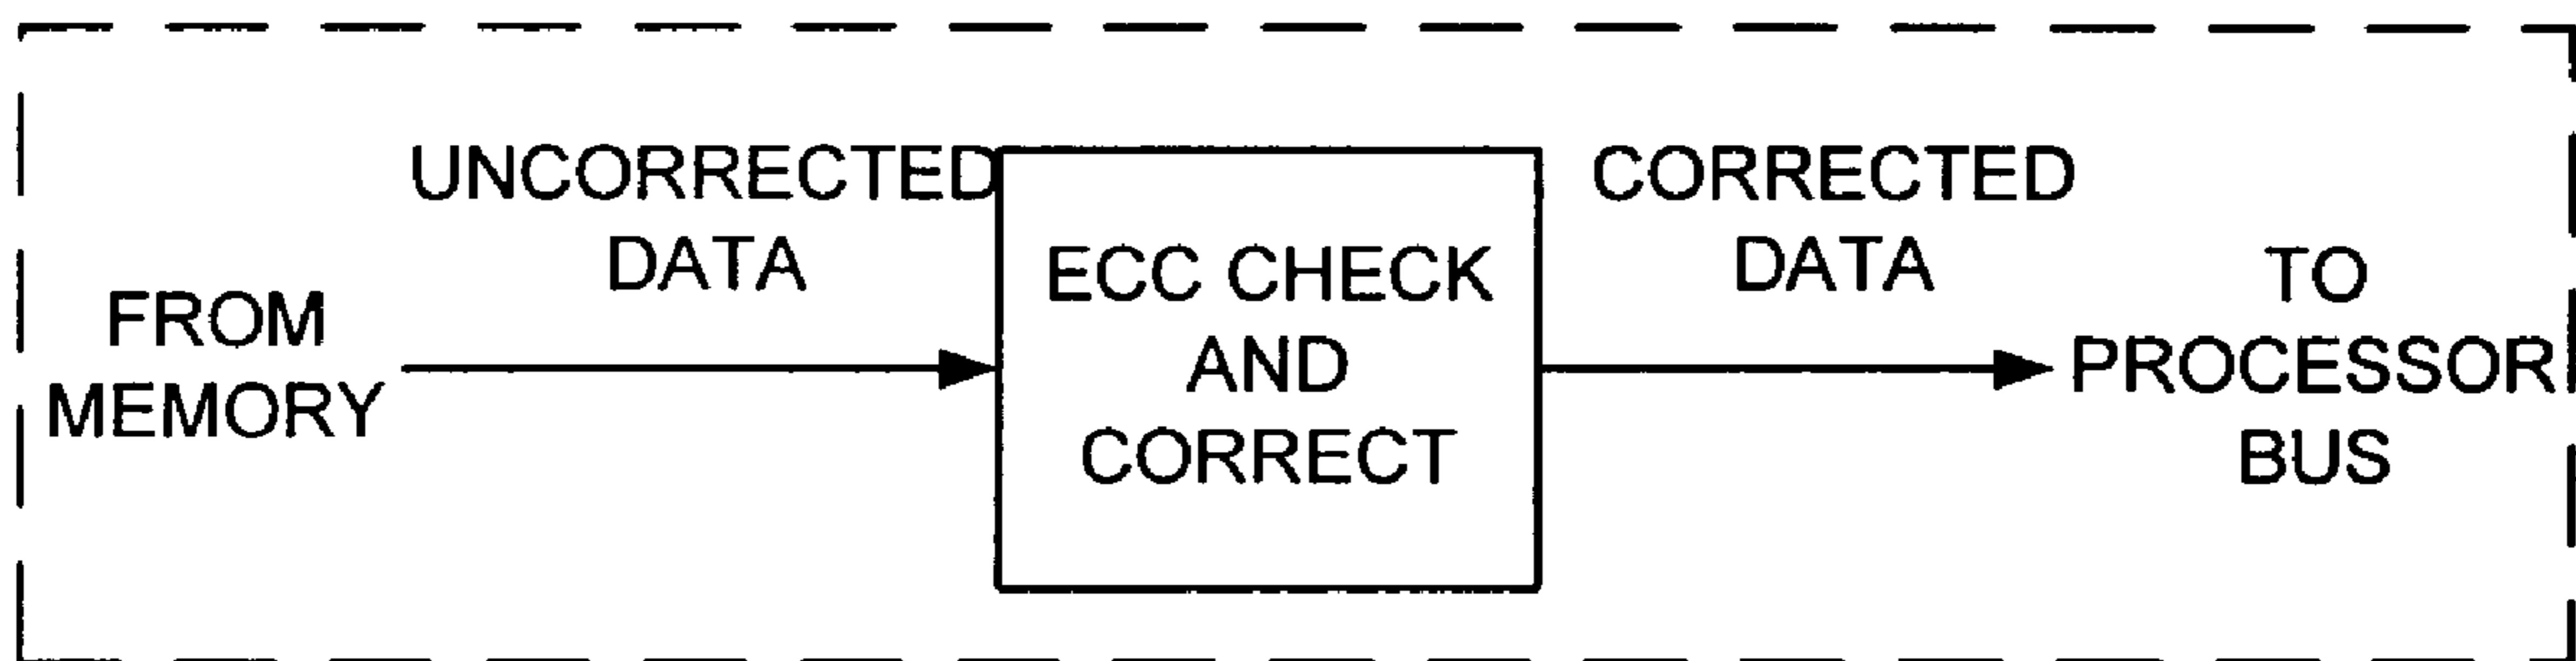 FROM
MEMORY
UNCORRECTED
DATA
ECC CHECK
AND
CORRECT
CORRECTED
DATA
TO
PROCESSOR
BUS